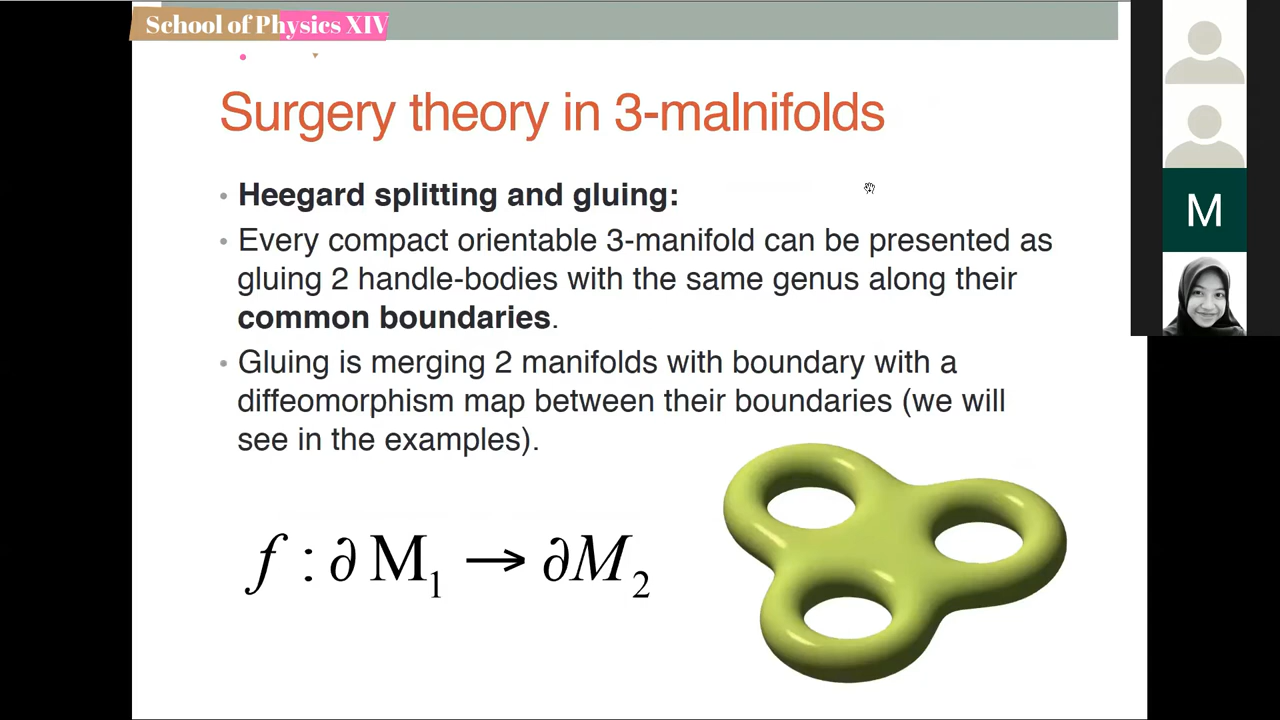 School of Physics XIV
Surgery theory in 3-malnifolds
• Heegard splitting and gluing:
• Every compact orientable 3-manifold can be presented as
gluing 2 handle-bodies with the same genus along their
common boundaries.
• Gluing is merging 2 manifolds with boundary with a
diffeomorphism map between their boundaries (we will
see in the examples).
f : ∂ M₁ → ∂M₂
M